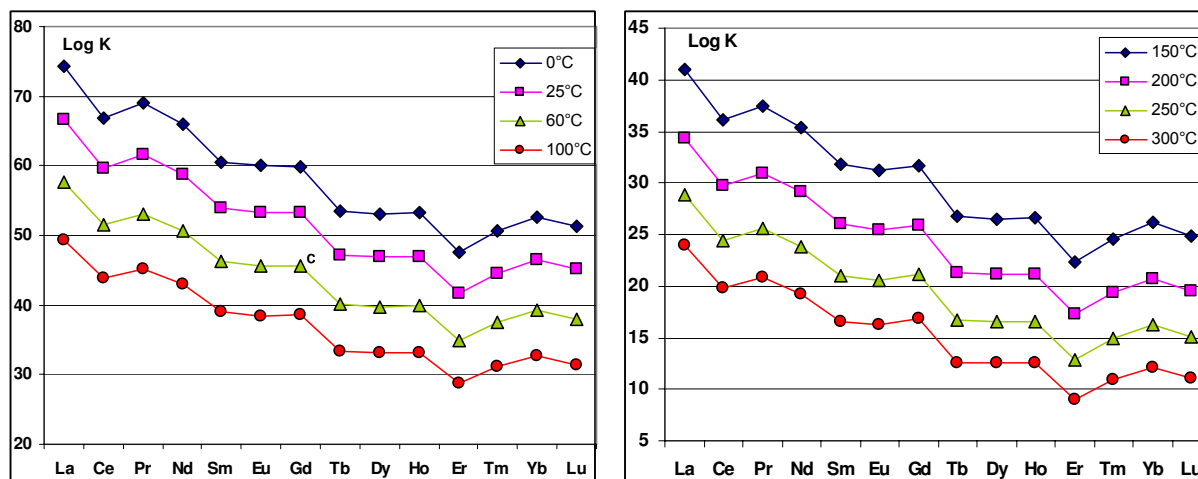 80
70
60
50
40
30
20
Log K
0°C
25°C
60°C
100°C
C
La Ce Pr Nd Sm Eu Gd Tb Dy Ho Er Tm Yb Lu
45
40
35
30
25
20
15
10
5
Log K
150°C
200°C
250°C
300°C
La Ce Pr Nd Sm Eu Gd Tb Dy Ho Er Tm Yb Lu